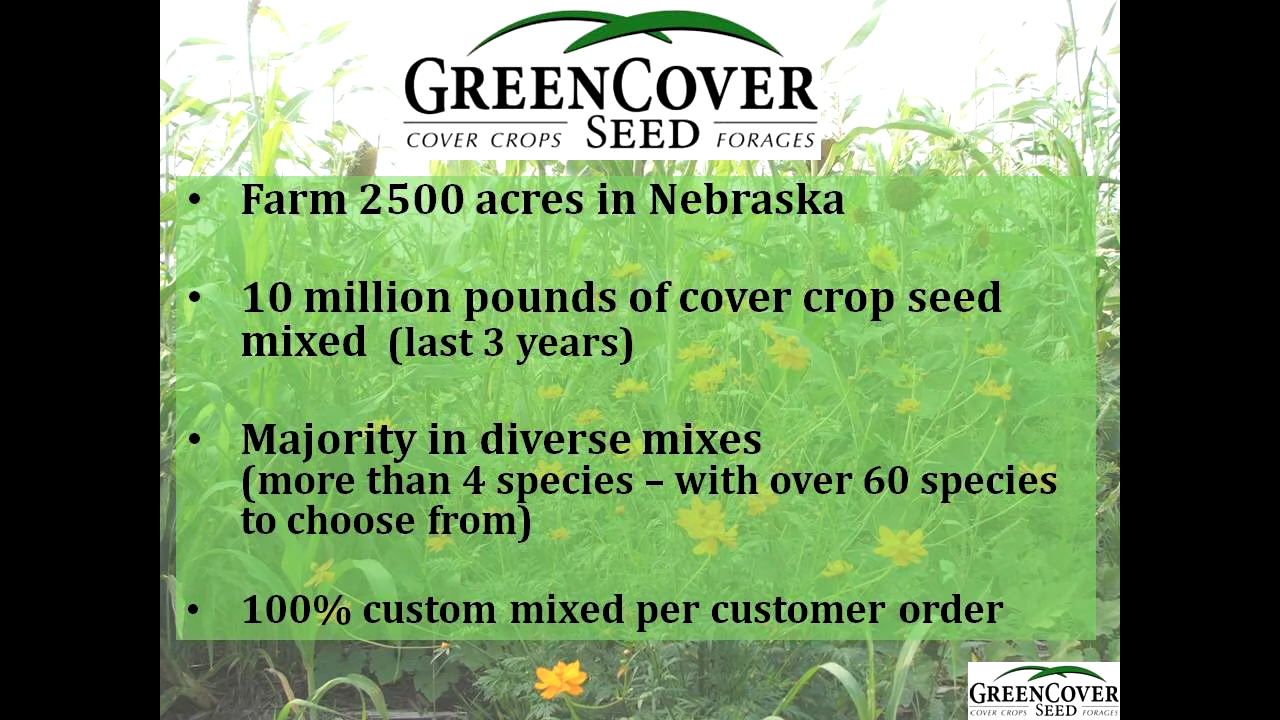 GREENCOVER
COVER CROPS SEED FORAGES
• Farm 2500 acres in Nebraska
• 10 million pounds of cover crop seed
mixed (last 3 years)
• Majority in diverse mixes
(more than 4 species – with over 60 species
to choose from)
• 100% custom mixed per customer order
GREENCOVER
COVER CROPS SEED FORAGES